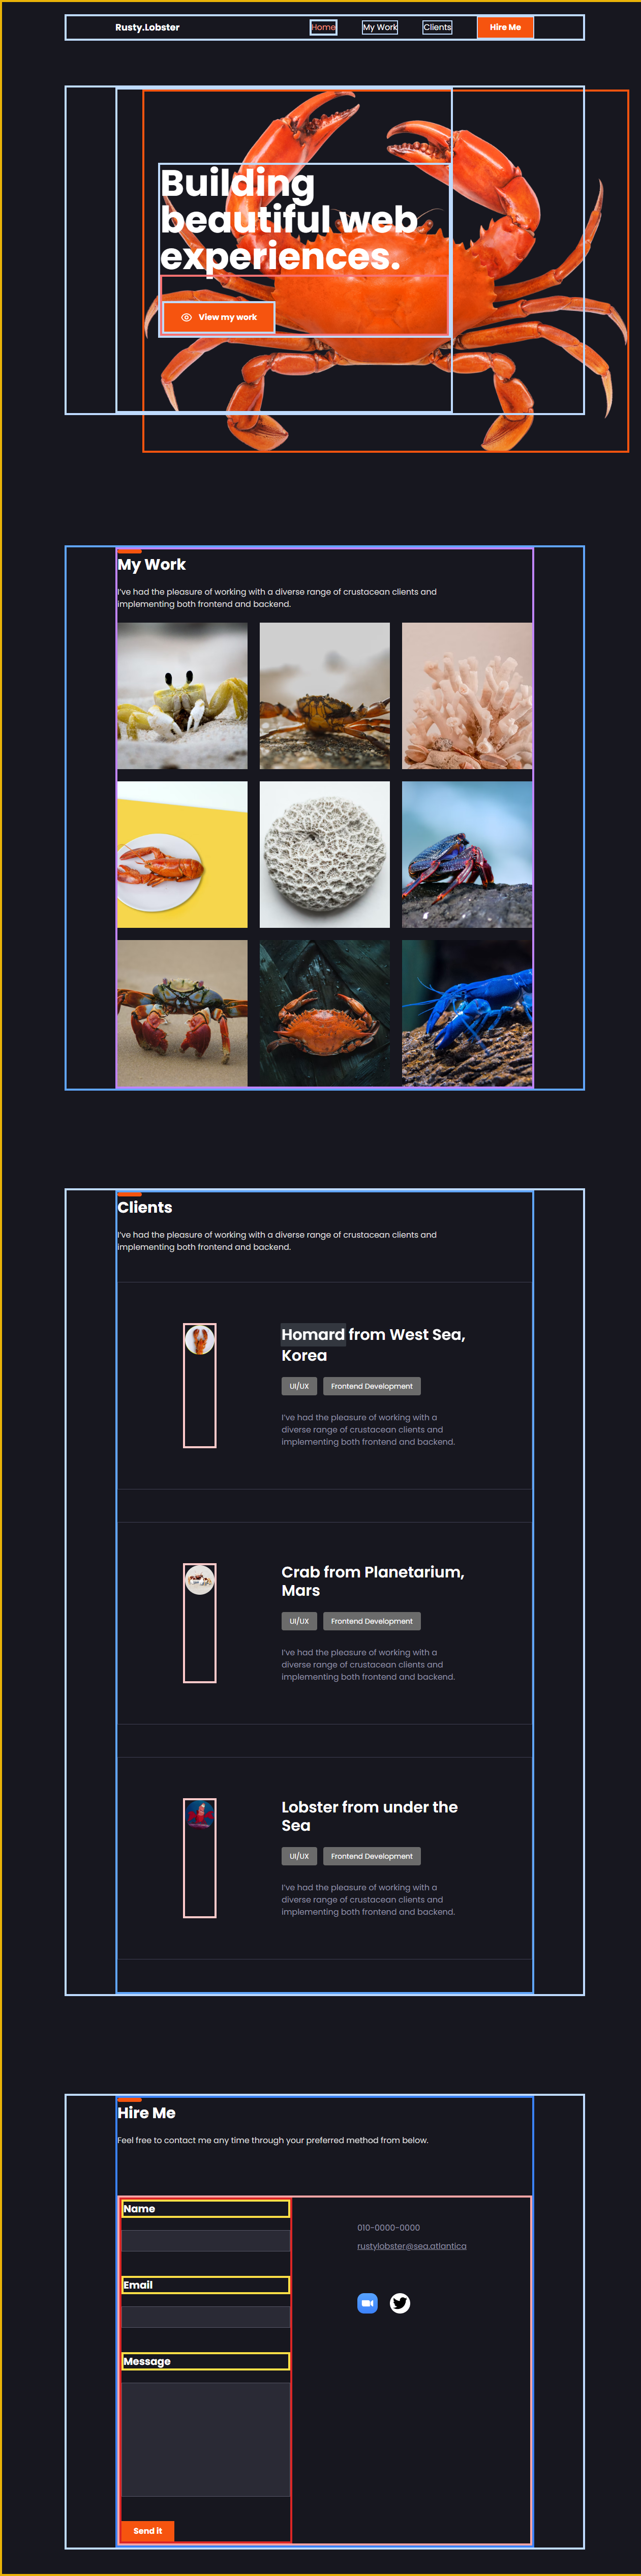 Rusty.Lobster
Home
My Work
Clients
Hire Me
Building
beautiful web
experiences.
View my work
My Work
I've had the pleasure of working with a diverse range of crustacean clients and
implementing both frontend and backend.
Clients
I've had the pleasure of working with a diverse range of crustacean clients and
implementing both frontend and backend.
Homard from West Sea,
Korea
UI/UX
Frontend Development
I've had the pleasure of working with a
diverse range of crustacean clients and
implementing both frontend and backend.
Crab from Planetarium,
Mars
UI/UX
Frontend Development
I've had the pleasure of working with a
diverse range of crustacean clients and
implementing both frontend and backend.
Lobster from under the
Sea
UI/UX
Frontend Development
I've had the pleasure of working with a
diverse range of crustacean clients and
implementing both frontend and backend.
Hire Me
Feel free to contact me any time through your preferred method from below.
Name
Email
Message
Send it
010-0000-0000
rustylobster@sea.atlantica